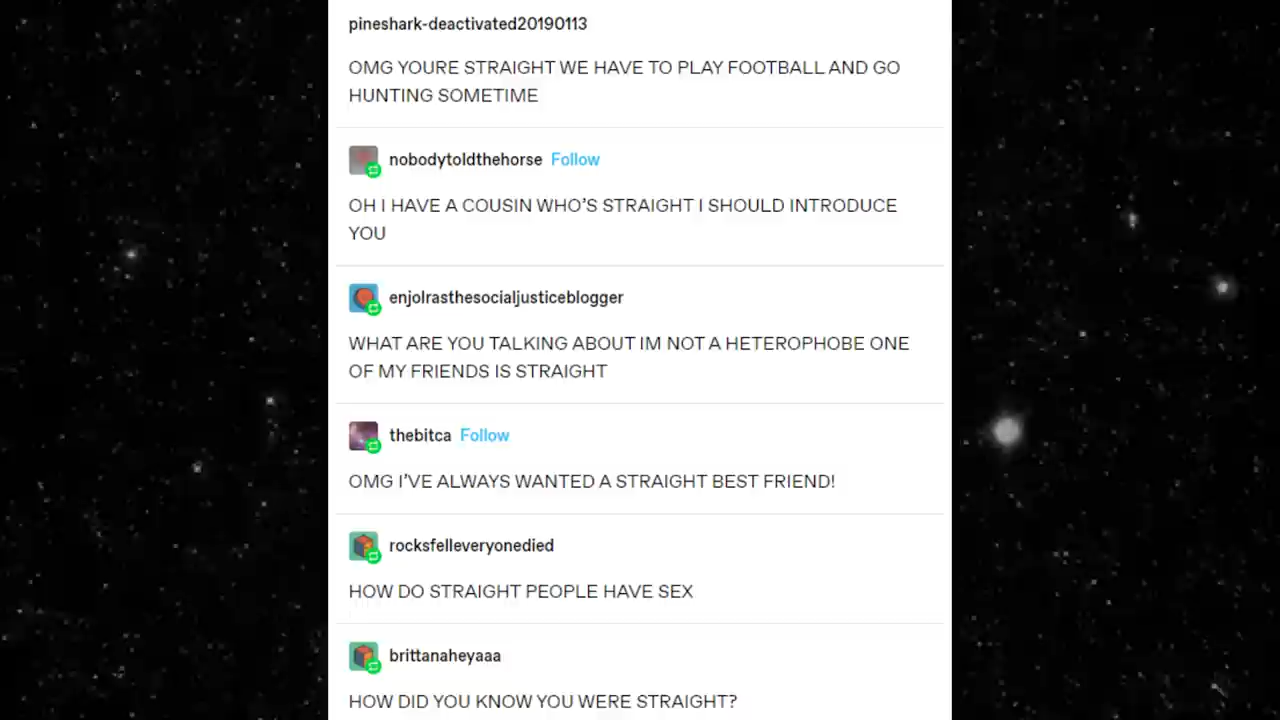 pineshark-deactivated20190113
OMG YOURE STRAIGHT WE HAVE TO PLAY FOOTBALL AND GO
HUNTING SOMETIME
nobodytoldthehorse Follow
OH I HAVE A COUSIN WHO'S STRAIGHT I SHOULD INTRODUCE
YOU
enjolrasthesocialjusticeblogger
WHAT ARE YOU TALKING ABOUT IM NOT A HETEROPHOBE ONE
OF MY FRIENDS IS STRAIGHT
thebitca Follow
OMG I'VE ALWAYS WANTED A STRAIGHT BEST FRIEND!
rocksfelleveryonedied
HOW DO STRAIGHT PEOPLE HAVE SEX
brittanaheyaaa
HOW DID YOU KNOW YOU WERE STRAIGHT?